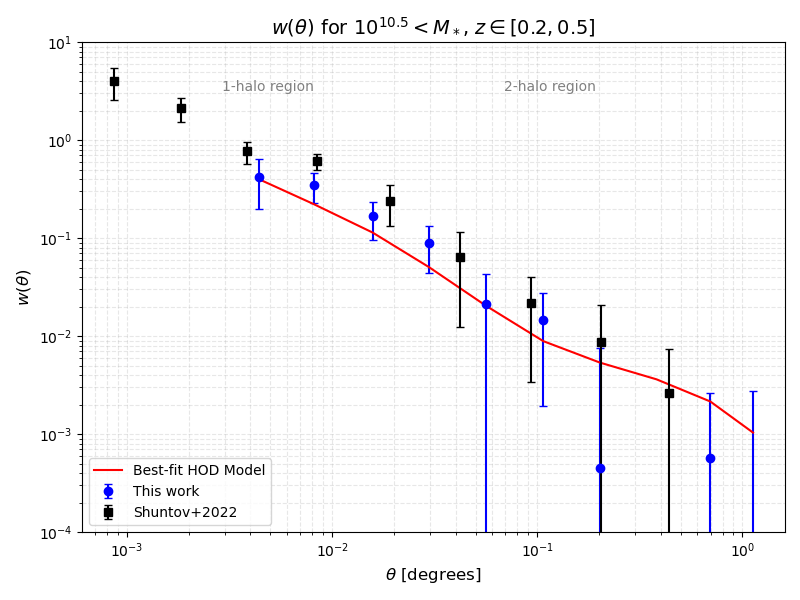 w(θ) for 10^10.5 < M_*, z ∈ [0.2, 0.5]
10^1
1-halo region
2-halo region
10^0
10^-1
w(θ)
10^-2
10^-3
Best-fit HOD Model
This work
Shuntov+2022
10^-4
10^-3
10^-2
10^-1
10^0
θ [degrees]